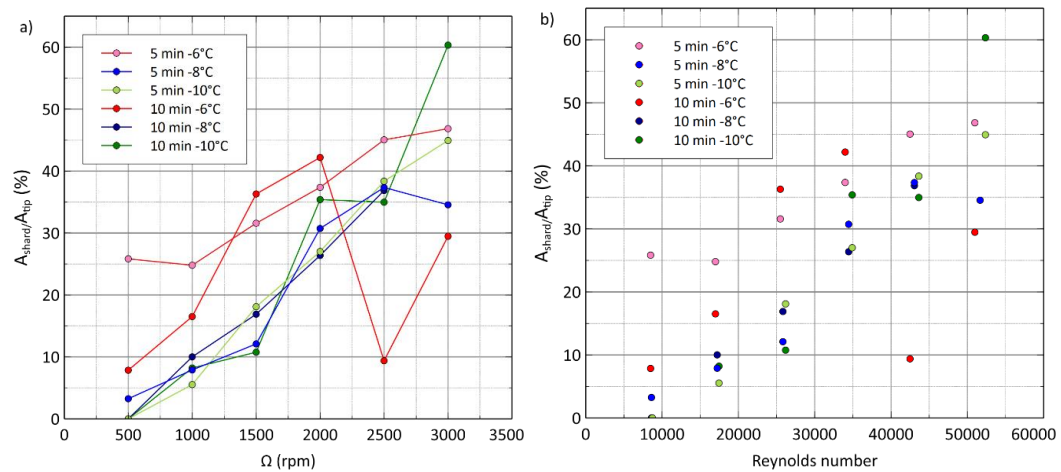 a)
5 min -6°C
5 min -8°C
5 min -10°C
10 min -6°C
10 min -8°C
10 min -10°C
A_shard/A_tip (%)
60
50
40
30
20
10
0
0 500 1000 1500 2000 2500 3000 3500
Ω (rpm)
b)
5 min -6°C
5 min -8°C
5 min -10°C
10 min -6°C
10 min -8°C
10 min -10°C
A_shard/A_tip (%)
60
50
40
30
20
10
0
0 10000 20000 30000 40000 50000 60000
Reynolds number